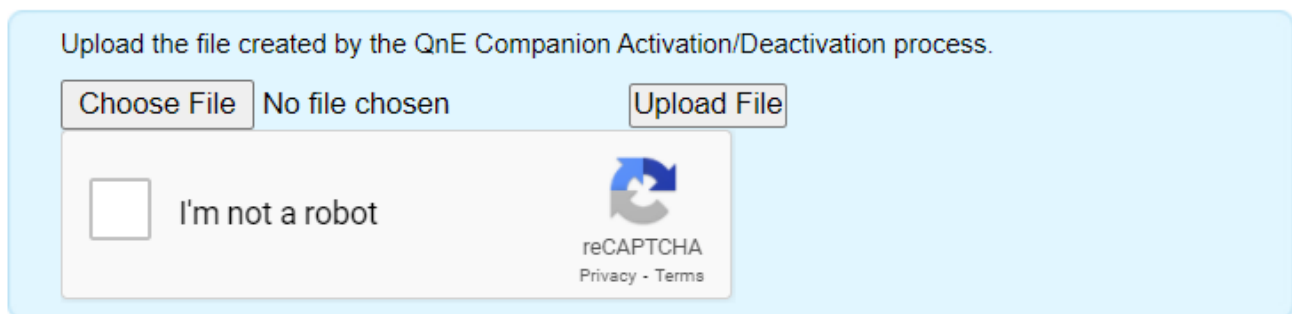 Upload the file created by the QnE Companion Activation/Deactivation process.
Choose File No file chosen Upload File
I'm not a robot
reCAPTCHA
Privacy - Terms